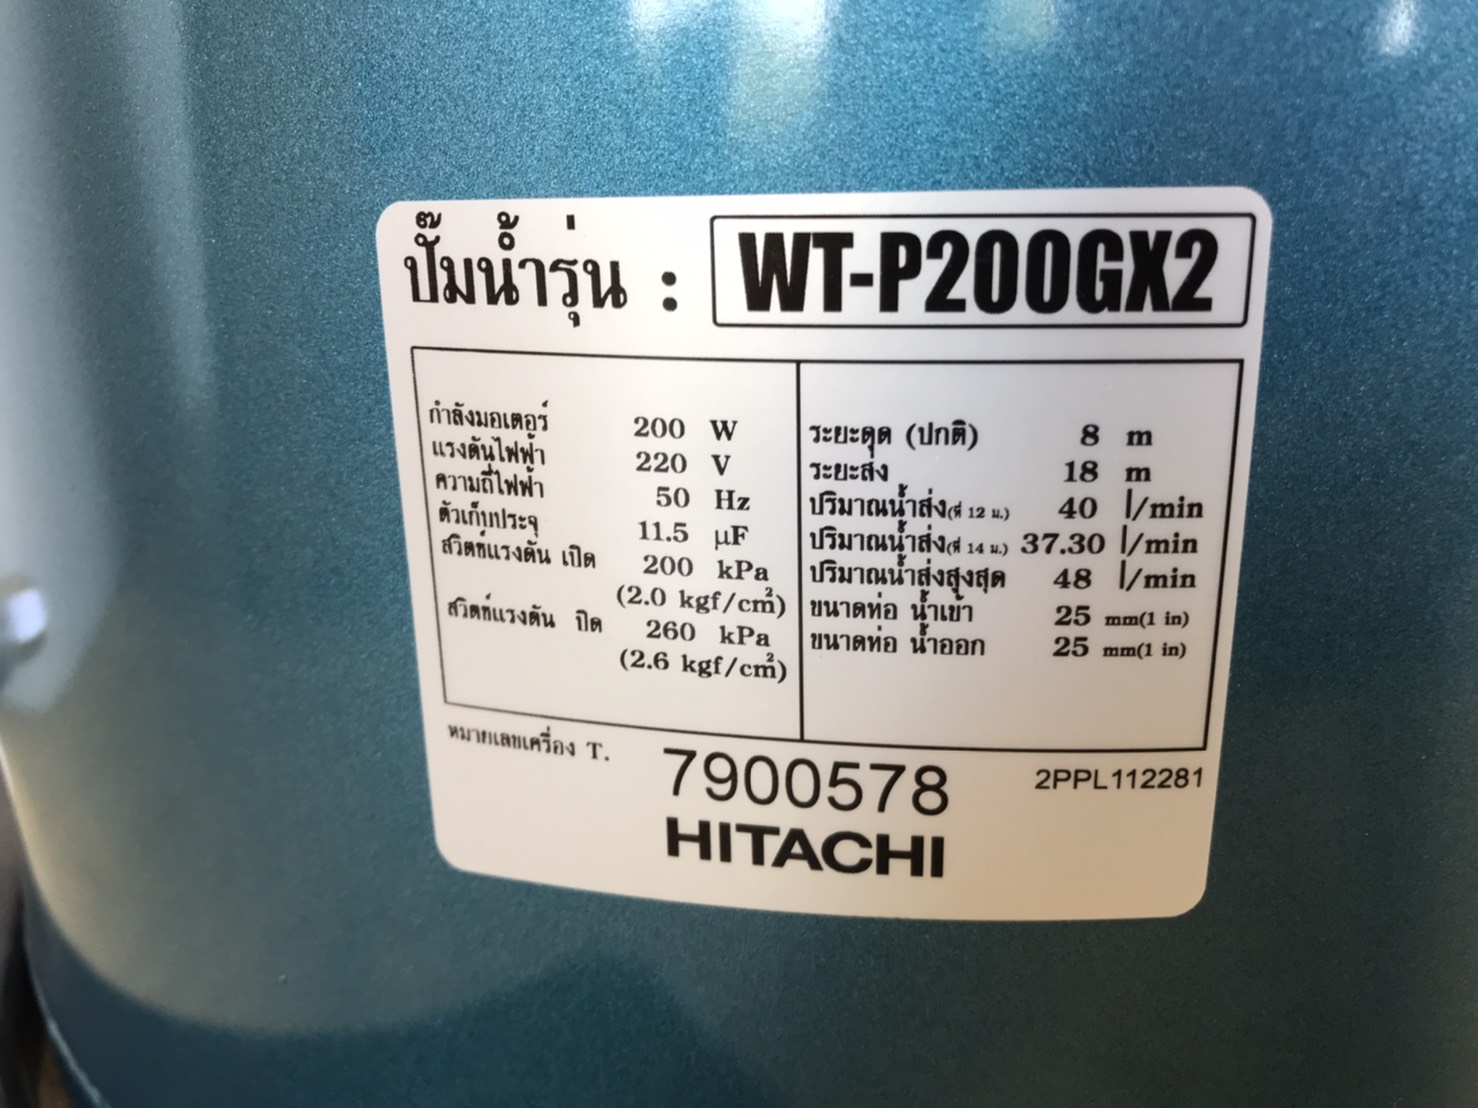 ปั๊มน้ำรุ่น : WT-P200GX2
กำลังมอเตอร์ 200 W
แรงดันไฟฟ้า 220 V
ความถี่ไฟฟ้า 50 Hz
ตัวเก็บประจุ 11.5 µF
สวิตช์แรงดัน เปิด 200 kPa
(2.0 kgf/cm²)
สวิตช์แรงดัน ปิด 260 kPa
(2.6 kgf/cm²)
ระยะดูด (ปกติ) 8 m
ระยะส่ง 18 m
ปริมาณน้ำส่ง(ที่ 12 ม.) 40 l/min
ปริมาณน้ำส่ง(ที่ 14 ม.) 37.30 l/min
ปริมาณน้ำส่งสูงสุด 48 l/min
ขนาดท่อ น้ำเข้า 25 mm(1 in)
ขนาดท่อ น้ำออก 25 mm(1 in)
หมายเลขเครื่อง T. 7900578 2PPL112281
HITACHI